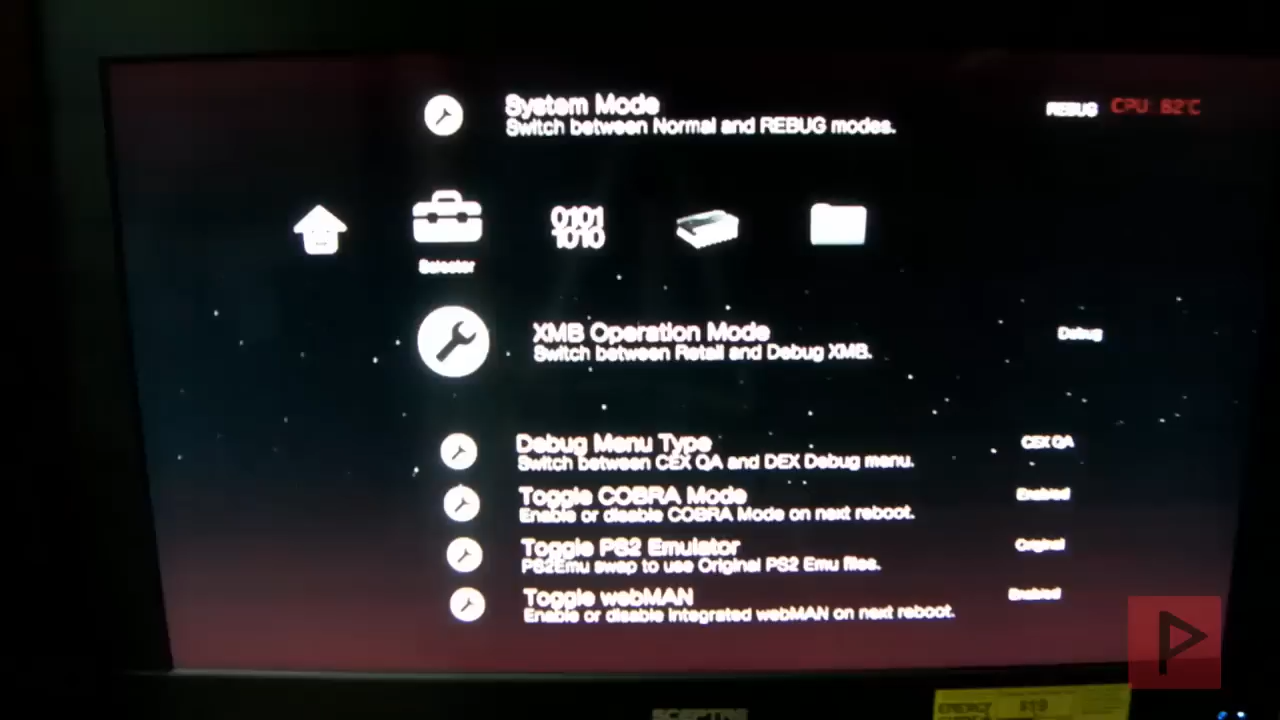 System Mode
Switch between Normal and REBUG modes.
REBUG CPU: 62°C
0101
1010
Selector
XMB Operation Mode
Switch between Retail and Debug XMB.
Debug
Debug Menu Type
Switch between CEX QA and DEX Debug menu.
CEX QA
Toggle COBRA Mode
Enable or disable COBRA Mode on next reboot.
Enabled
Toggle PS2 Emulator
PS2Emu swap to use Original PS2 Emu files.
Original
Toggle webMAN
Enable or disable integrated webMAN on next reboot.
Enabled
ENERGY